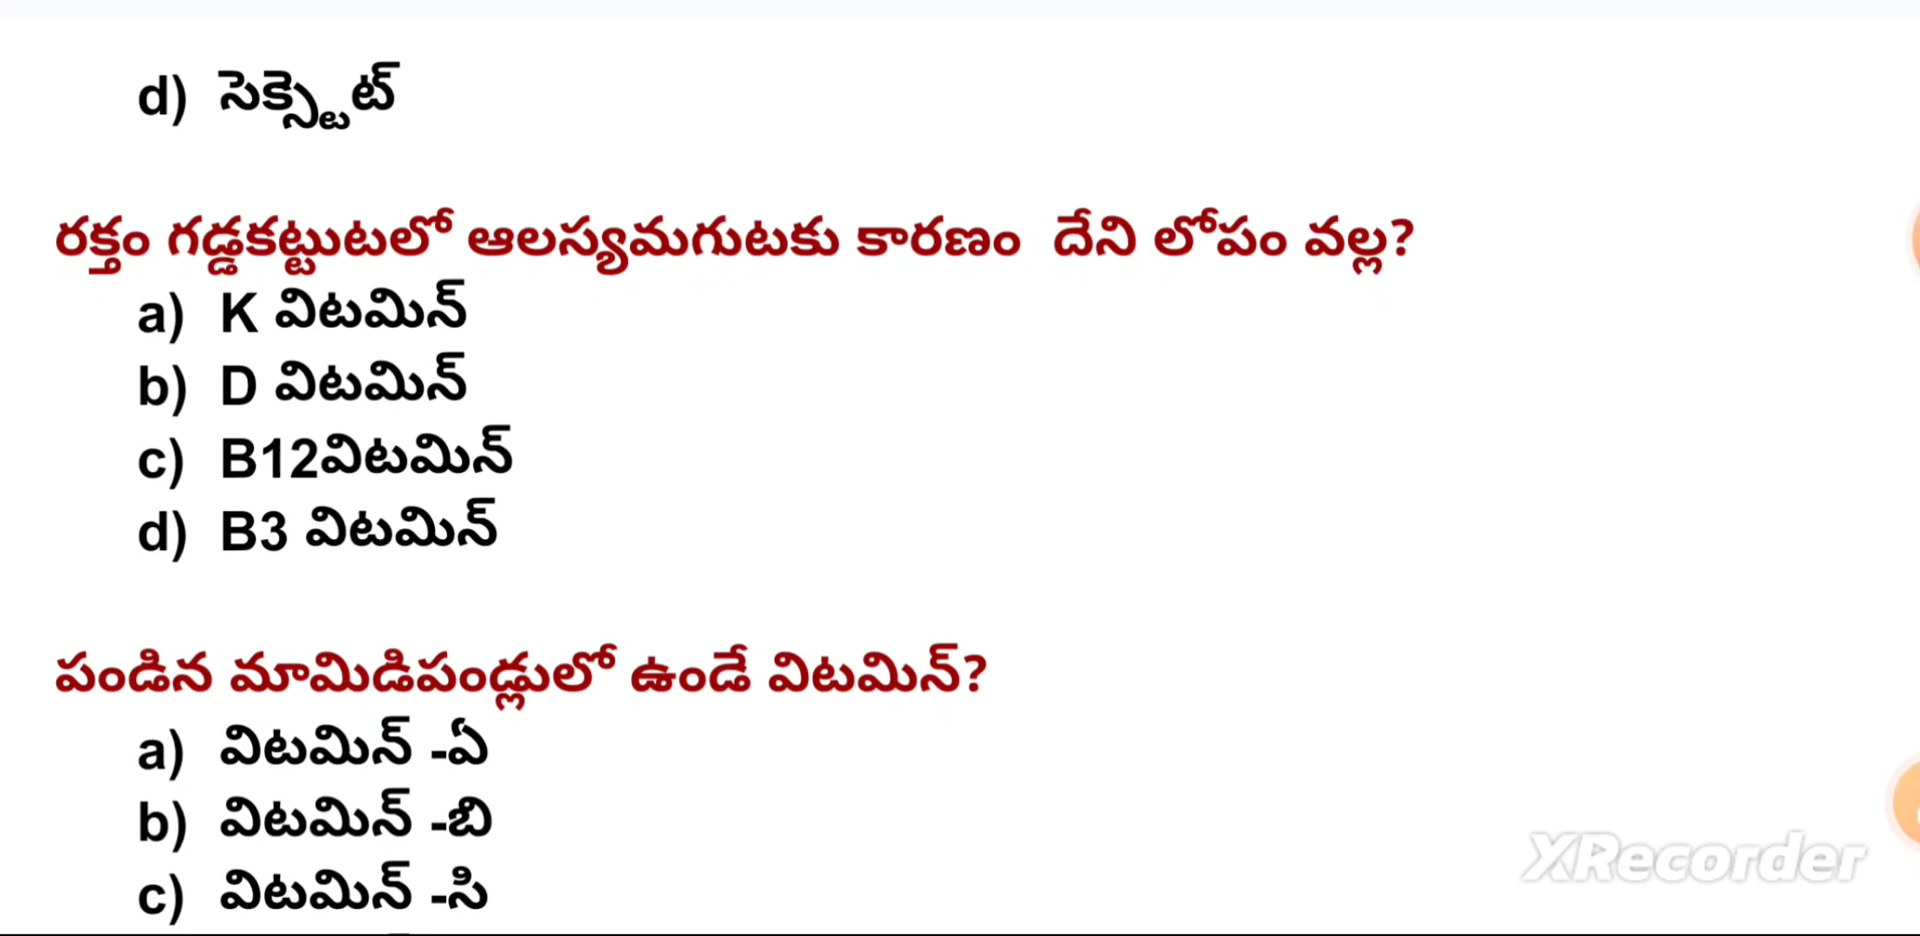 d) సెక్స్టెట్
రక్తం గడ్డకట్టుటలో ఆలస్యమగుటకు కారణం దేని లోపం వల్ల?
a) K విటమిన్
b) D విటమిన్
c) B12విటమిన్
d) B3 విటమిన్
పండిన మామిడిపండ్లులో ఉండే విటమిన్?
a) విటమిన్ -ఏ
b) విటమిన్ -బి
c) విటమిన్ -సి
XRecorder